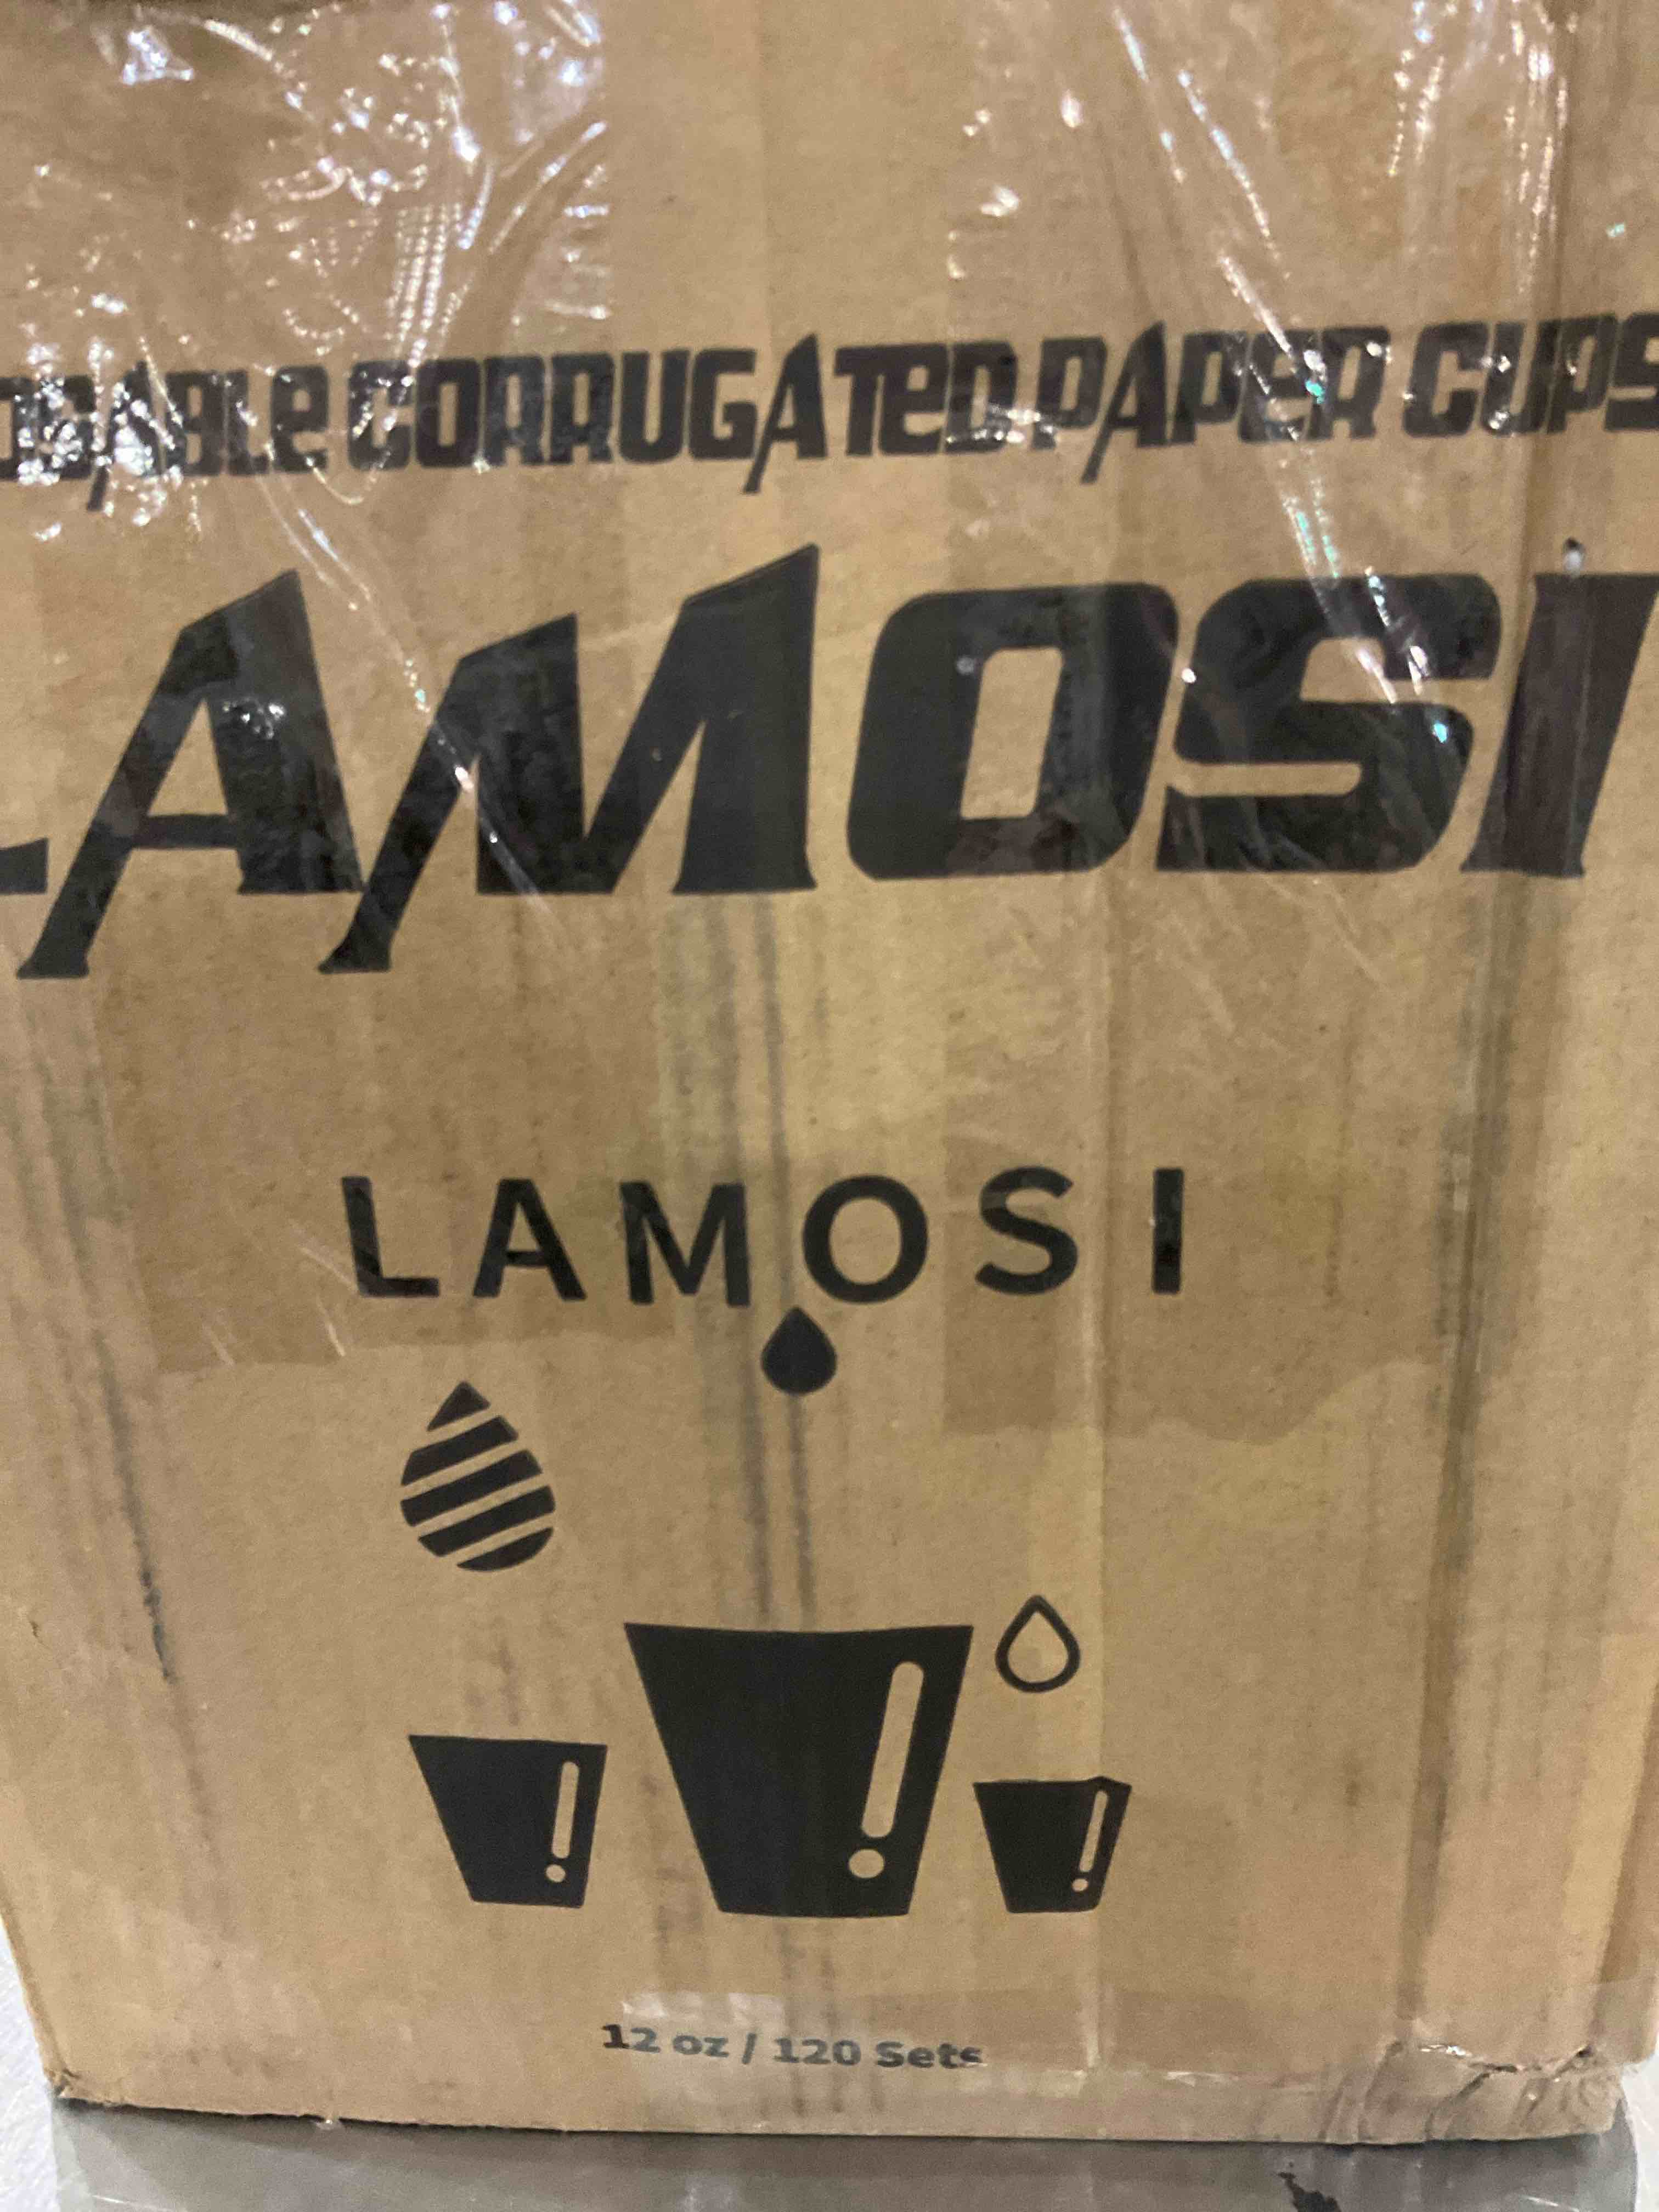 CORRUGATED PAPER CUPS
LAMOSI
LAMOSI
12 oz / 120 Sets